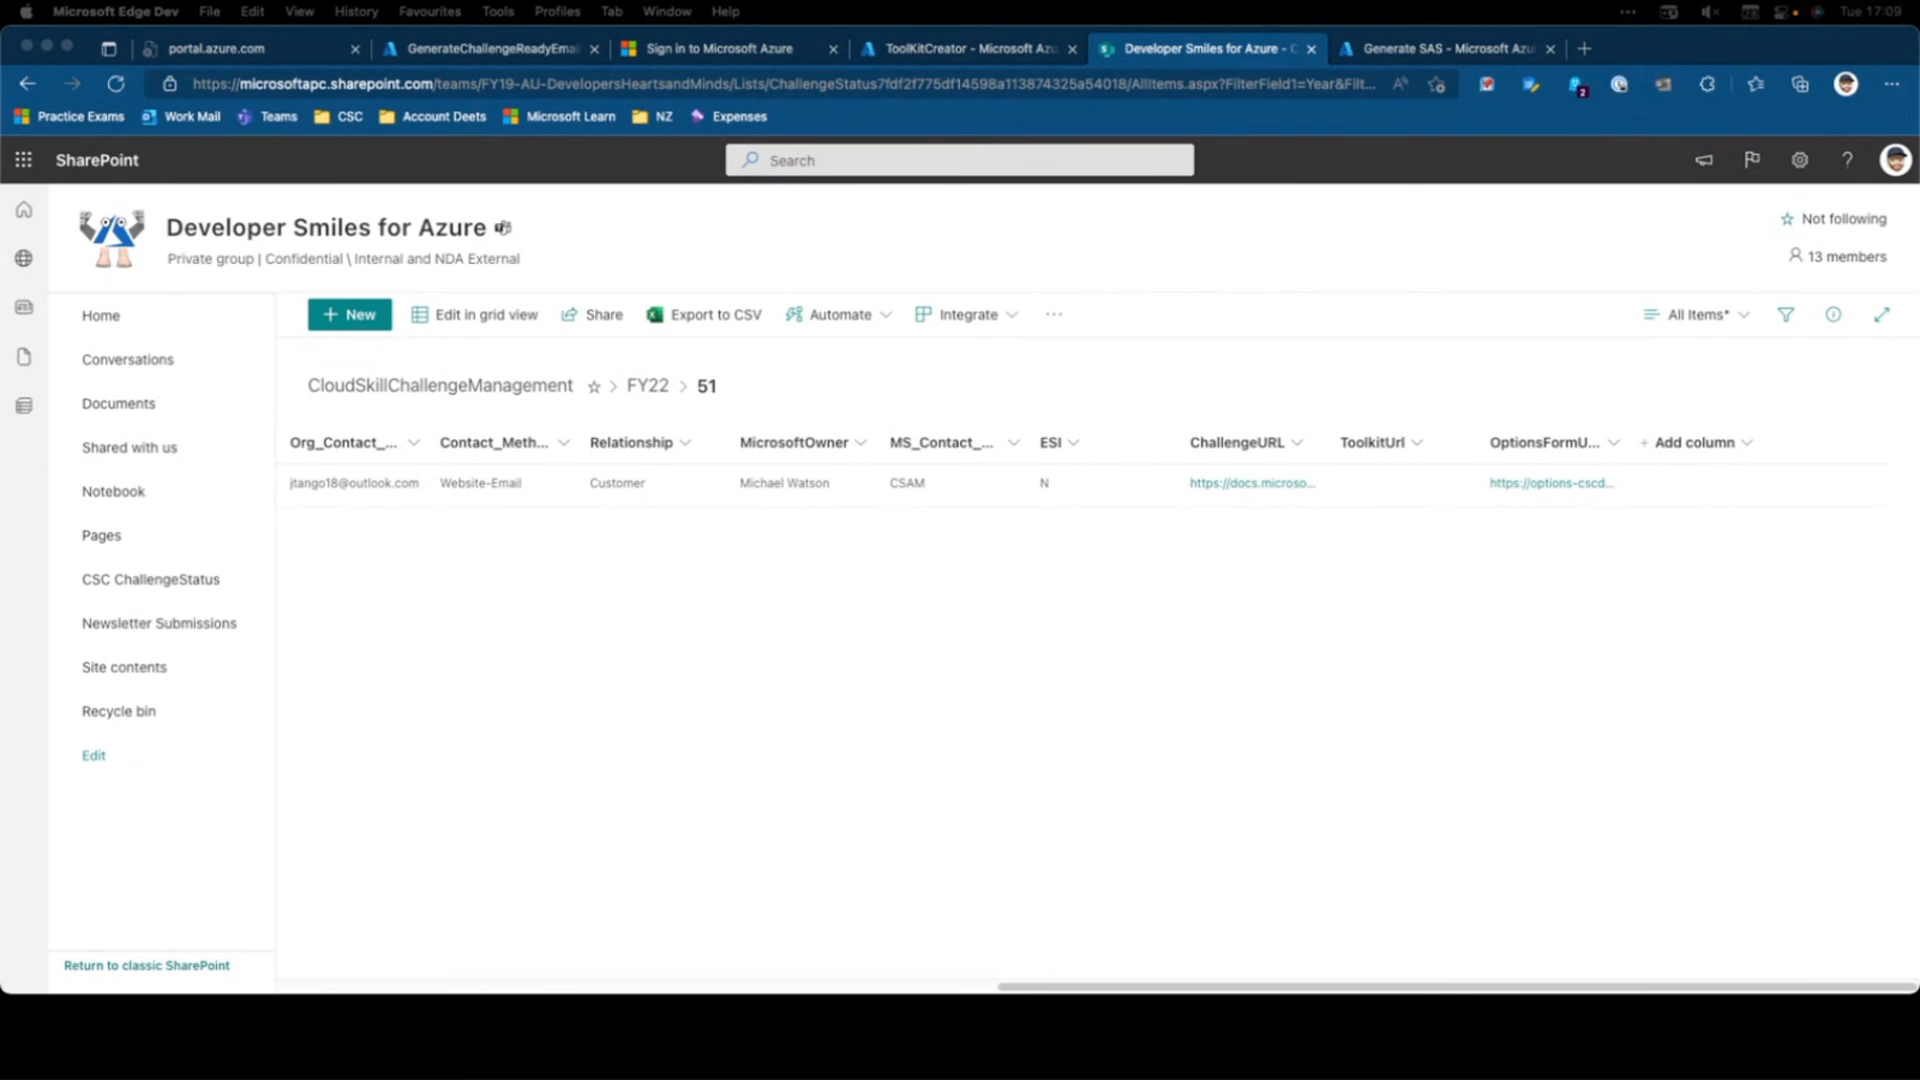 Microsoft Edge Dev File Edit View History Favourites Tools Profiles Tab Window Help Tue 17:09
portal.azure.com GenerateChallengeReadyEmai Sign in to Microsoft Azure ToolKitCreator - Microsoft Azu Developer Smiles for Azure - C Generate SAS - Microsoft Azu
https://microsoftapc.sharepoint.com/teams/FY19-AU-DevelopersHeartsandMinds/Lists/ChallengeStatus7fdf2f775df14598a113874325a54018/AllItems.aspx?FilterField1=Year&Filt... 2
Practice Exams Work Mail Teams CSC Account Deets Microsoft Learn NZ Expenses
SharePoint Search
Developer Smiles for Azure
Not following
Private group | Confidential \ Internal and NDA External
13 members
Home
Conversations
Documents
Shared with us
Notebook
Pages
CSC ChallengeStatus
Newsletter Submissions
Site contents
Recycle bin
Edit
Return to classic SharePoint
+ New Edit in grid view Share Export to CSV Automate Integrate ... All Items*
CloudSkillChallengeManagement > FY22 > 51
Org_Contact_... Contact_Meth... Relationship MicrosoftOwner MS_Contact_... ESI ChallengeURL ToolkitUrl OptionsFormU... + Add column
jtango18@outlook.com Website-Email Customer Michael Watson CSAM N https://docs.microso... https://options-cscd...